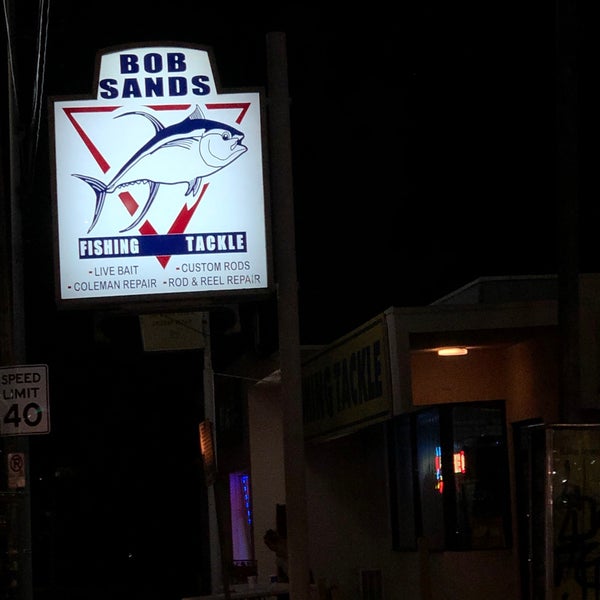 BOB
SANDS
FISHING TACKLE
- LIVE BAIT - CUSTOM RODS
- COLEMAN REPAIR - ROD & REEL REPAIR
SPEED
LIMIT
40
TACKLE